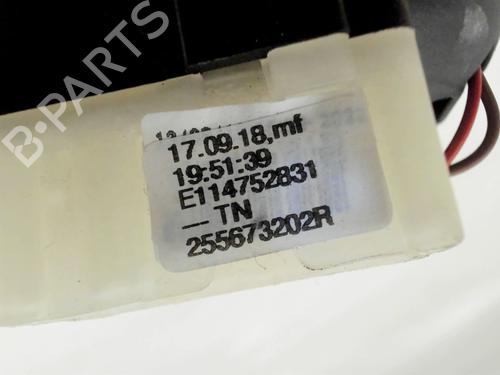 B-PARTS
17.09.18,mf
19:51:39
E114752831
--- TN
255673202R